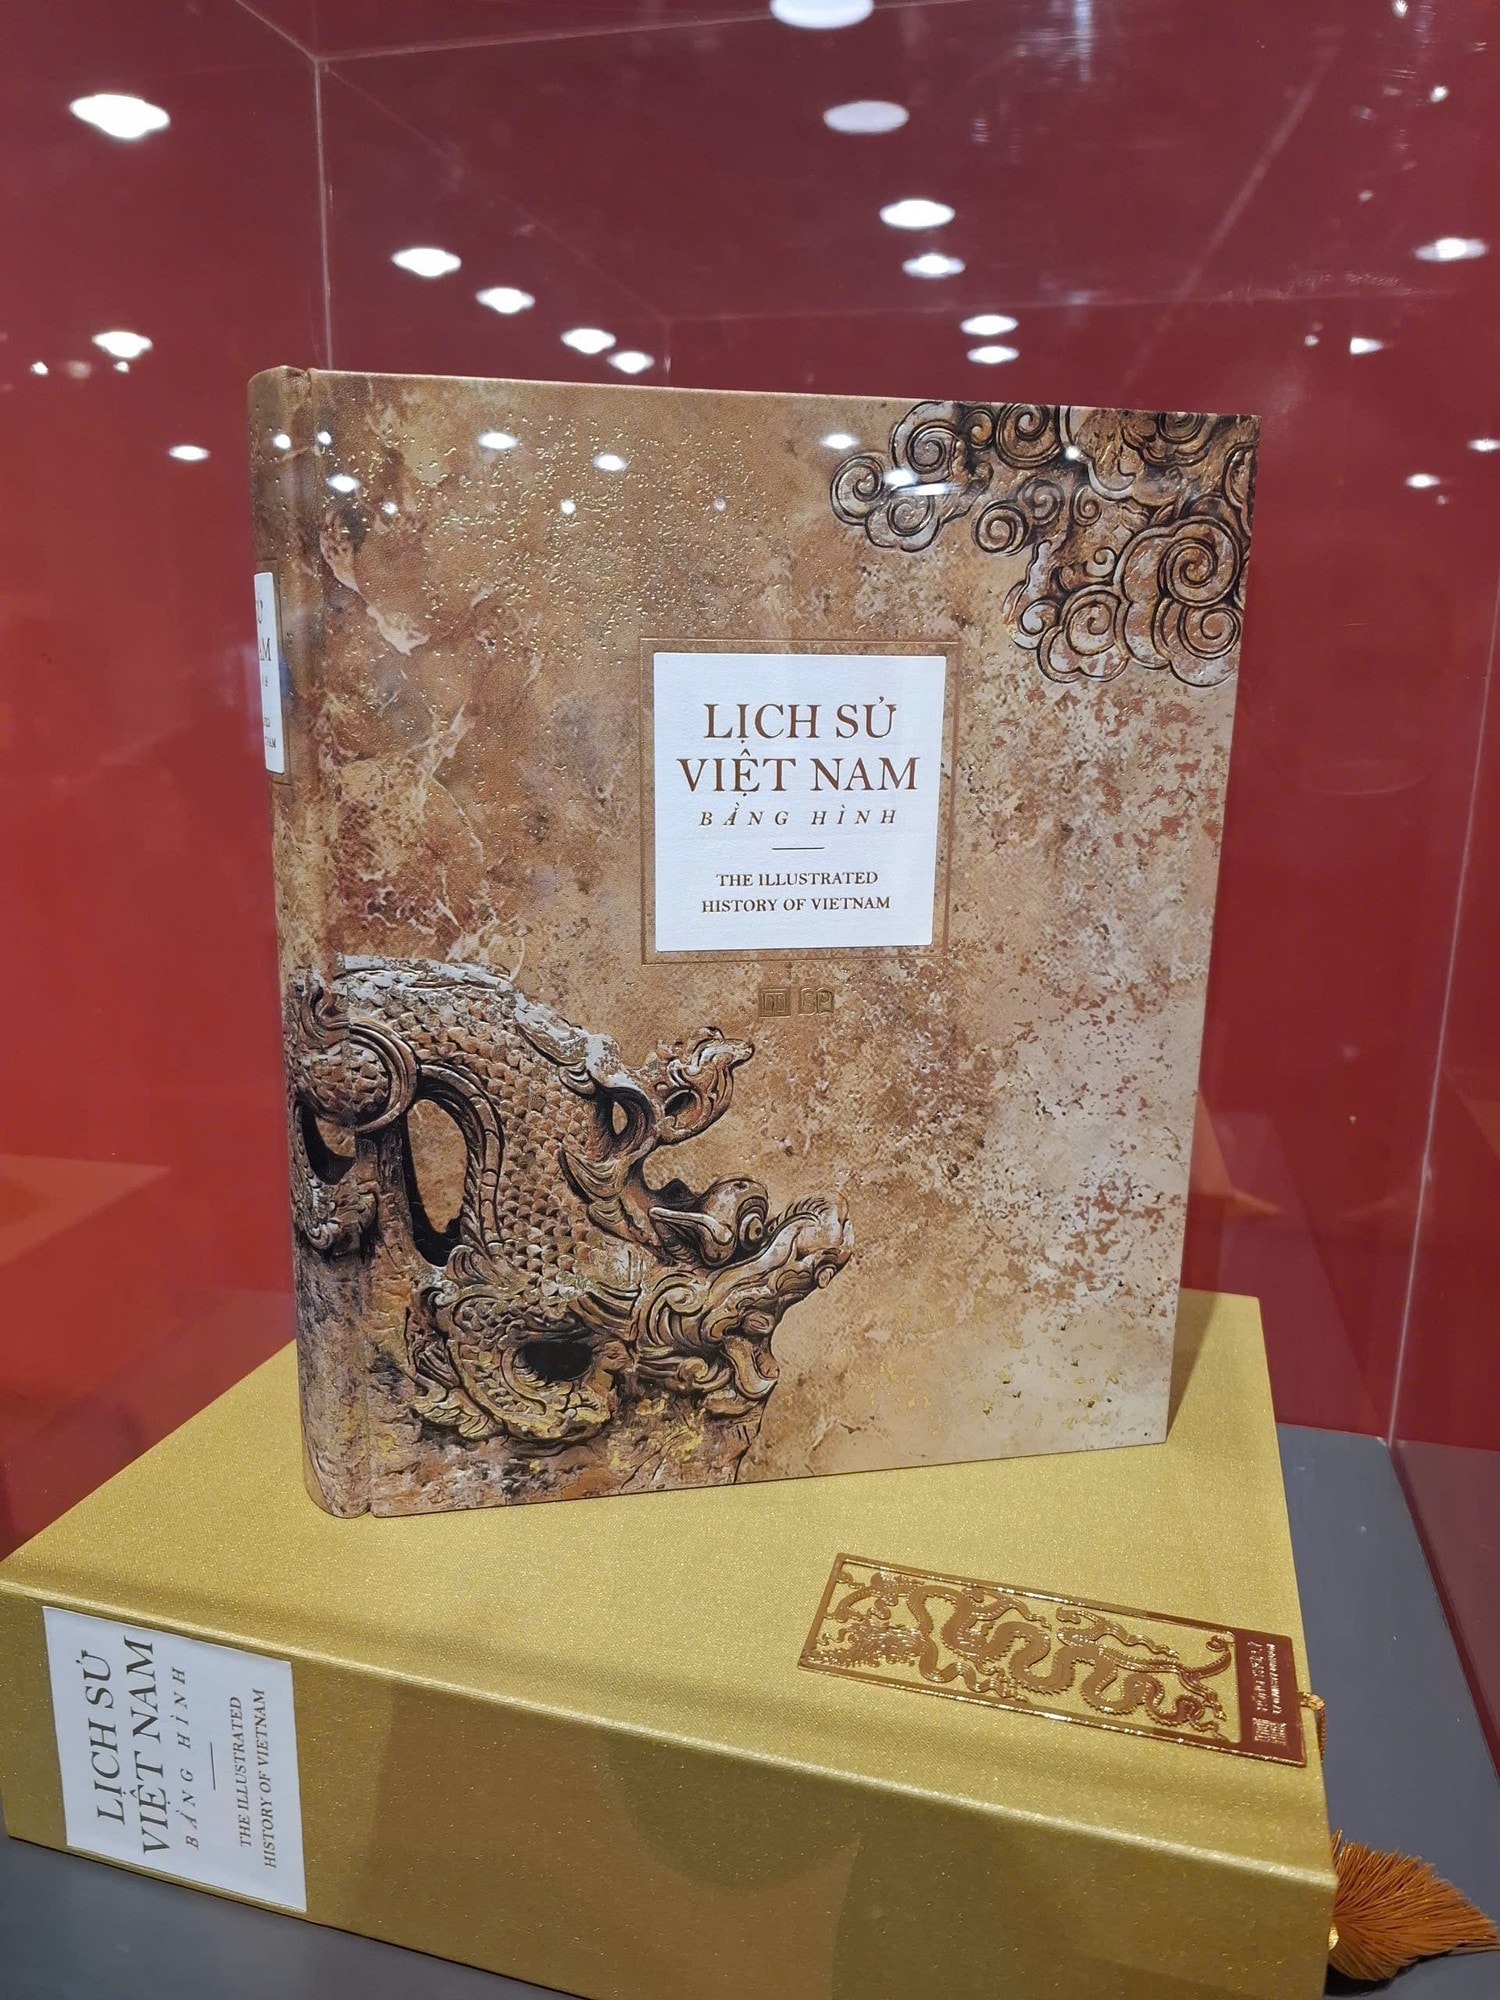 LỊCH SỬ
VIỆT NAM
BẰNG HÌNH
THE ILLUSTRATED
HISTORY OF VIETNAM
LỊCH SỬ
VIỆT NAM
BẰNG HÌNH
THE ILLUSTRATED
HISTORY OF VIETNAM